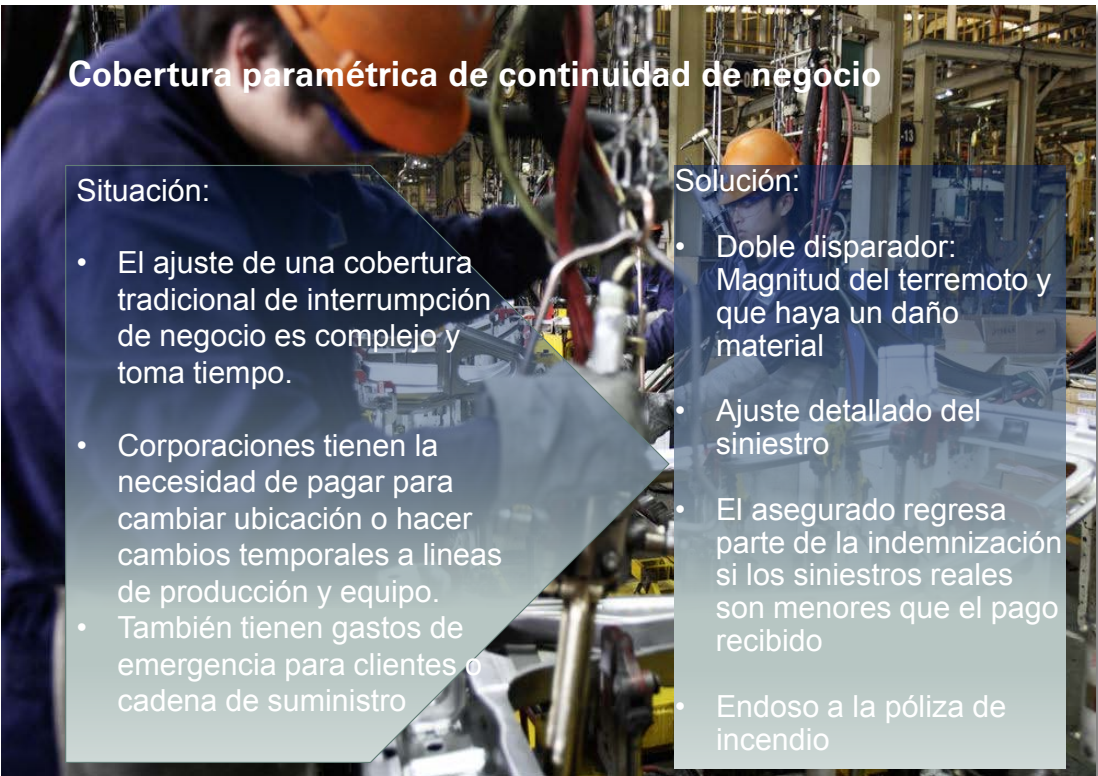 Cobertura paramétrica de continuidad de negocio
Situación:
• El ajuste de una cobertura
tradicional de interrumpción
de negocio es complejo y
toma tiempo.
• Corporaciones tienen la
necesidad de pagar para
cambiar ubicación o hacer
cambios temporales a lineas
de producción y equipo.
• También tienen gastos de
emergencia para clientes o
cadena de suministro
Solución:
• Doble disparador:
Magnitud del terremoto y
que haya un daño
material
• Ajuste detallado del
siniestro
• El asegurado regresa
parte de la indemnización
si los siniestros reales
son menores que el pago
recibido
• Endoso a la póliza de
incendio
-13